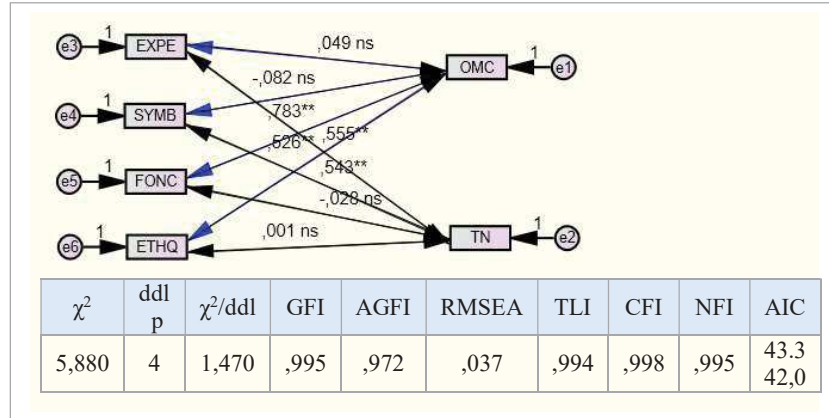 1
e3
EXPE
,049 ns
OMC
1
e1
-,082 ns
1
e4
SYMB
,783**
,526**
,555**
1
e5
FONC
,543**
-,028 ns
1
e6
ETHQ
,001 ns
TN
1
e2
χ² ddl p χ²/ddl GFI AGFI RMSEA TLI CFI NFI AIC
5,880 4 1,470 ,995 ,972 ,037 ,994 ,998 ,995 43.3
42,0